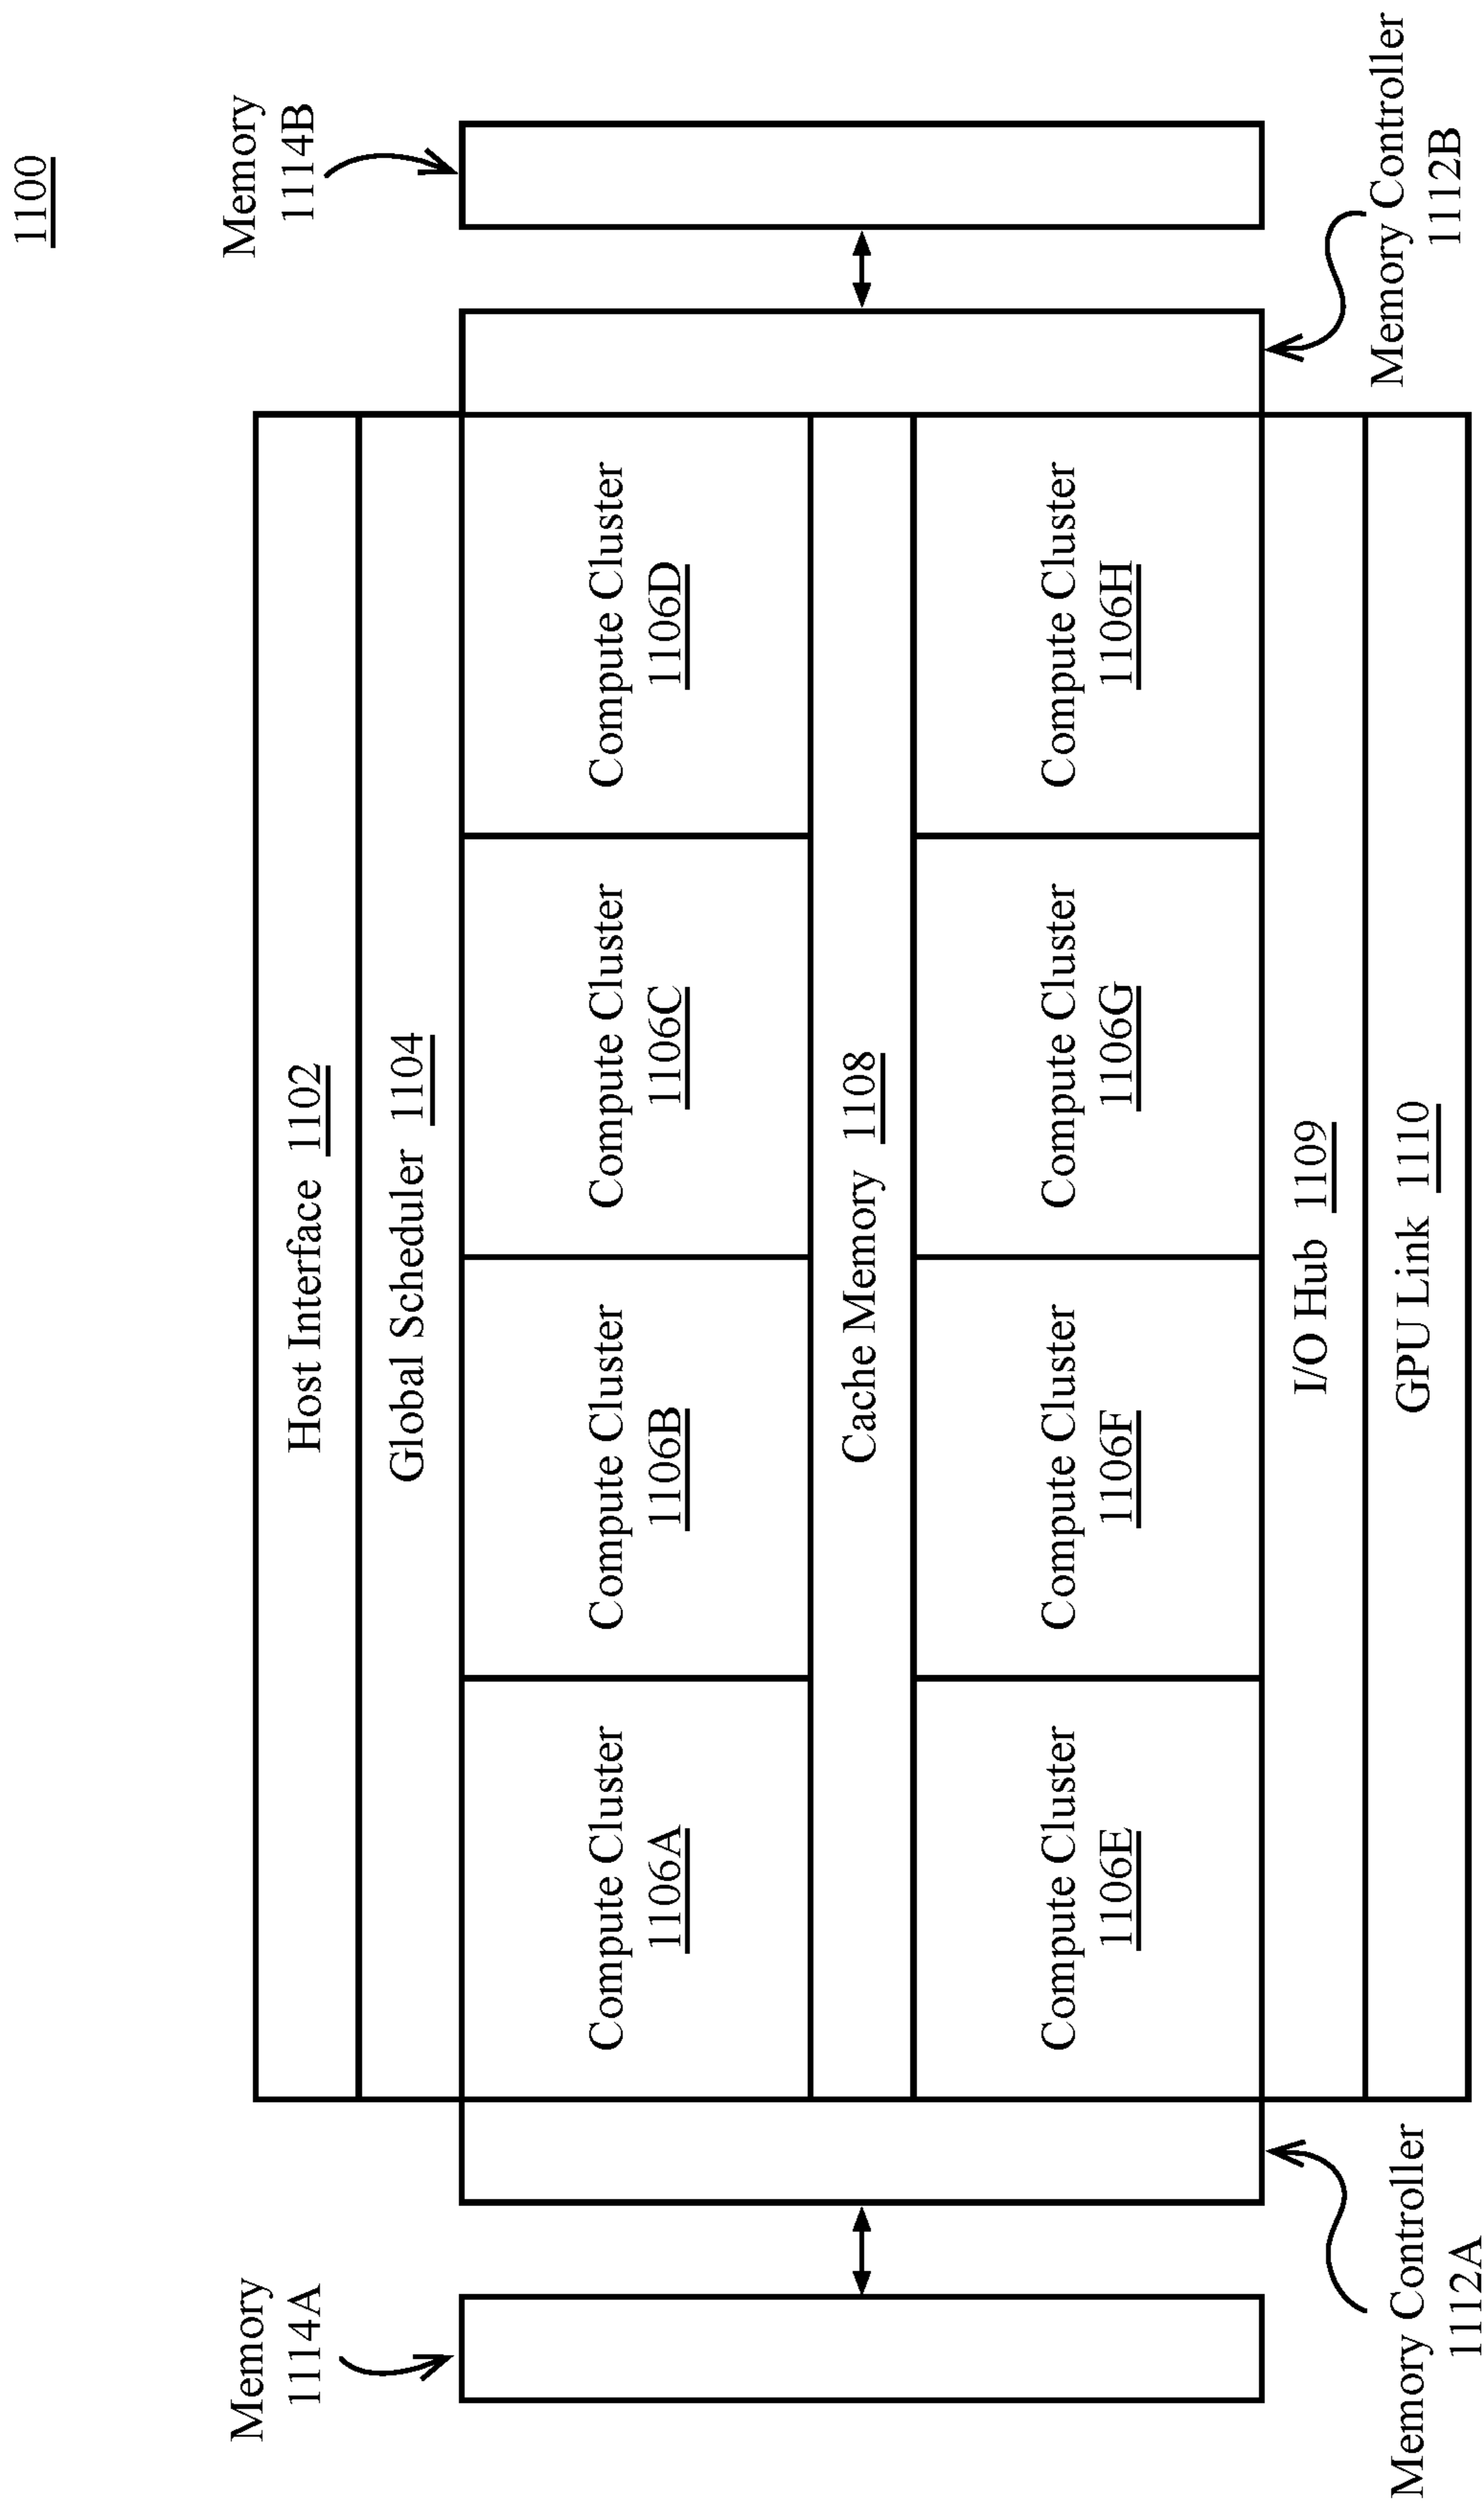 1100
Memory
1114A
Memory
1114B
Host Interface 1102
Global Scheduler 1104
Compute Cluster
1106A
Compute Cluster
1106B
Compute Cluster
1106C
Compute Cluster
1106D
Cache Memory 1108
Compute Cluster
1106E
Compute Cluster
1106F
Compute Cluster
1106G
Compute Cluster
1106H
I/O Hub 1109
GPU Link 1110
Memory Controller
1112A
Memory Controller
1112B